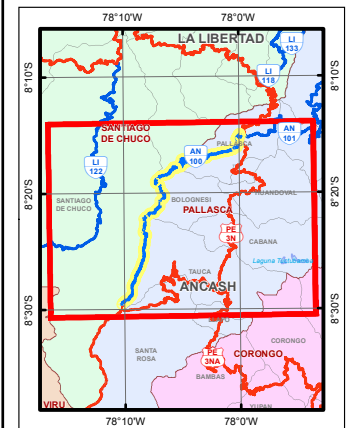 78°10'W
78°0'W
LA LIBERTAD
LI
133
8°10'S
8°10'S
LI
118
SANTIAGO
DE CHUCO
AN
101
AN
100
PALLASCA
LI
122
8°20'S
8°20'S
HUANDOVAL
SANTIAGO
DE CHUCO
BOLOGNESI
PALLASCA
PE
3N
CABANA
TAUCA
ANCASH
8°30'S
8°30'S
SANTA
ROSA
CORONGO
PE
3NA
CORONGO
BAMBAS
VIRU
YUPAN
78°10'W
78°0'W